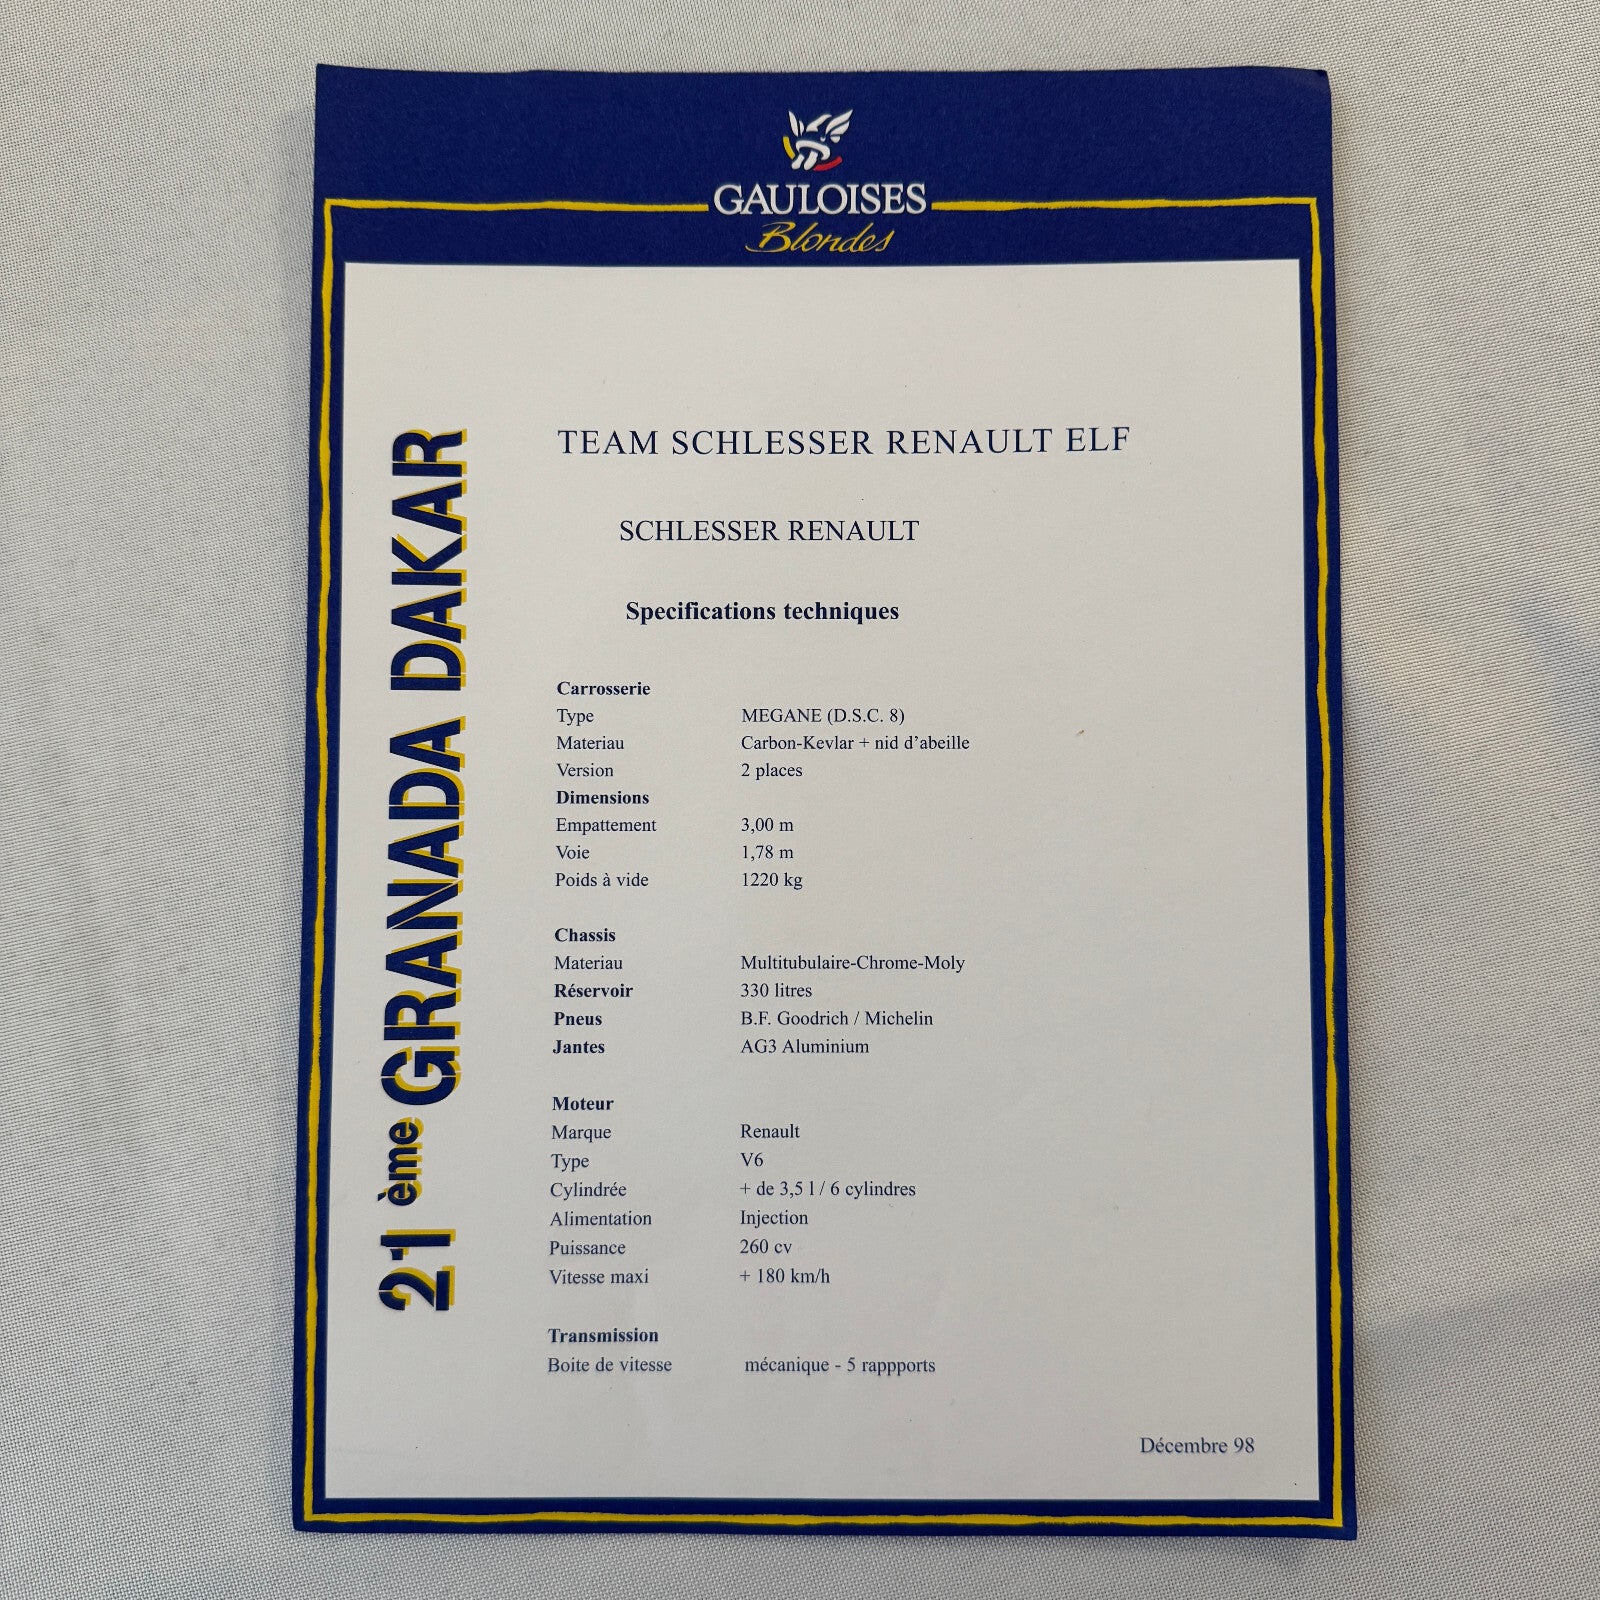 GAULOISES
Blondes
21 ème GRANADA DAKAR
TEAM SCHLESSER RENAULT ELF
SCHLESSER RENAULT
Specifications techniques
Carrosserie
Type MEGANE (D.S.C. 8)
Materiau Carbon-Kevlar + nid d’abeille
Version 2 places
Dimensions
Empattement 3,00 m
Voie 1,78 m
Poids à vide 1220 kg
Chassis
Materiau Multitubulaire-Chrome-Moly
Réservoir 330 litres
Pneus B.F. Goodrich / Michelin
Jantes AG3 Aluminium
Moteur
Marque Renault
Type V6
Cylindrée + de 3,5 l / 6 cylindres
Alimentation Injection
Puissance 260 cv
Vitesse maxi + 180 km/h
Transmission
Boite de vitesse mécanique - 5 rappports
Décembre 98